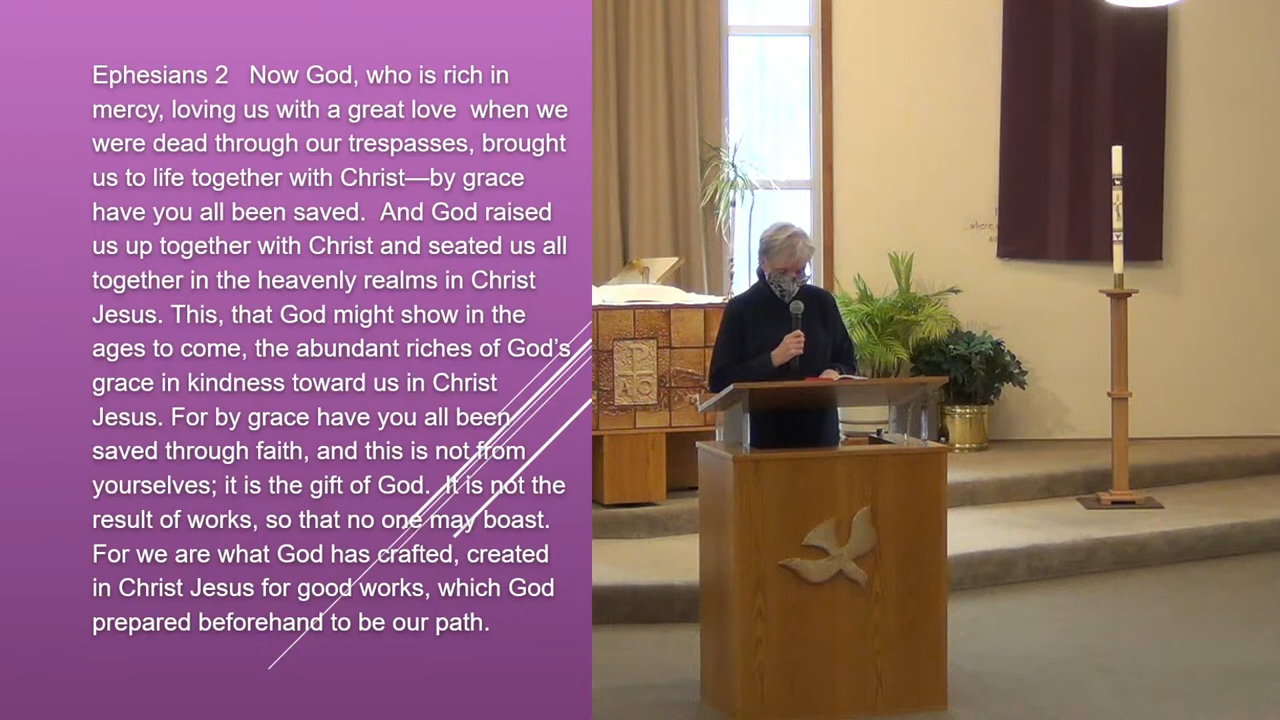 Ephesians 2   Now God, who is rich in
mercy, loving us with a great love  when we
were dead through our trespasses, brought
us to life together with Christ—by grace
have you all been saved.  And God raised
us up together with Christ and seated us all
together in the heavenly realms in Christ
Jesus. This, that God might show in the
ages to come, the abundant riches of God’s
grace in kindness toward us in Christ
Jesus. For by grace have you all been
saved through faith, and this is not from
yourselves; it is the gift of God.  It is not the
result of works, so that no one may boast.
For we are what God has crafted, created
in Christ Jesus for good works, which God
prepared beforehand to be our path.
...where